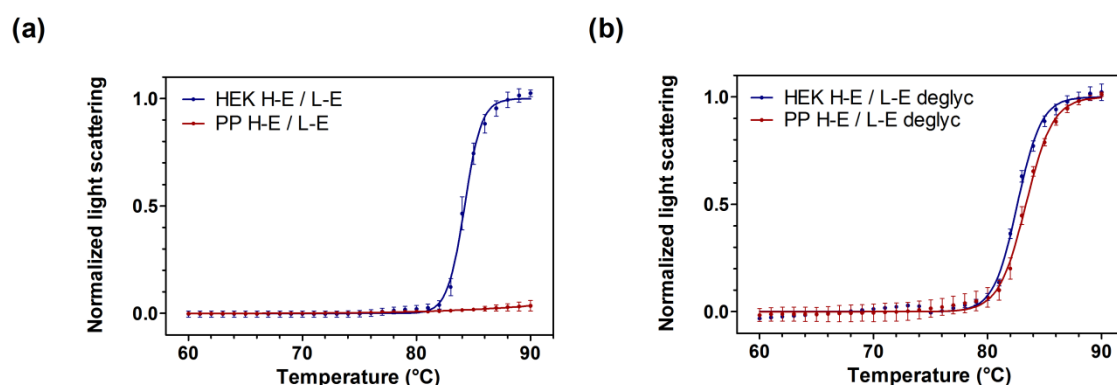 (a)
Normalized light scattering
1.0
0.5
0.0
HEK H-E / L-E
PP H-E / L-E
60
70
80
90
Temperature (°C)
(b)
Normalized light scattering
1.0
0.5
0.0
HEK H-E / L-E deglyc
PP H-E / L-E deglyc
60
70
80
90
Temperature (°C)